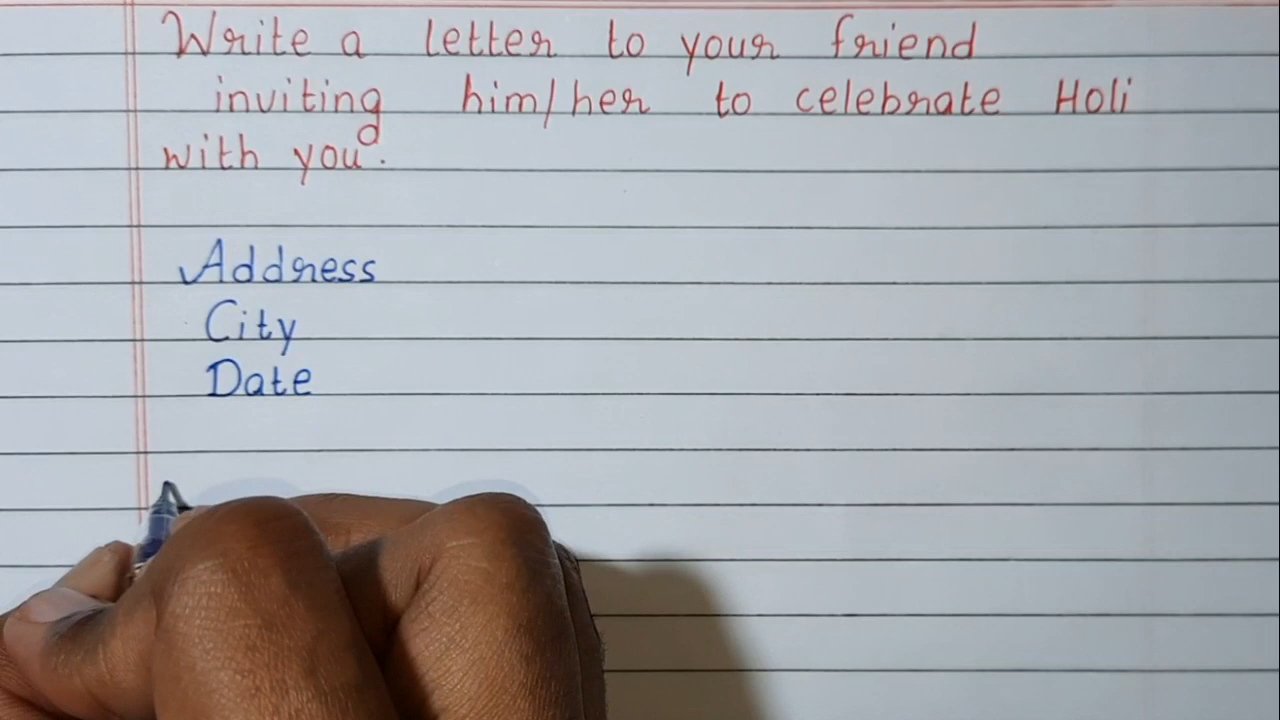 Write a letter to your friend
inviting him/her to celebrate Holi
with you.
Address
City
Date